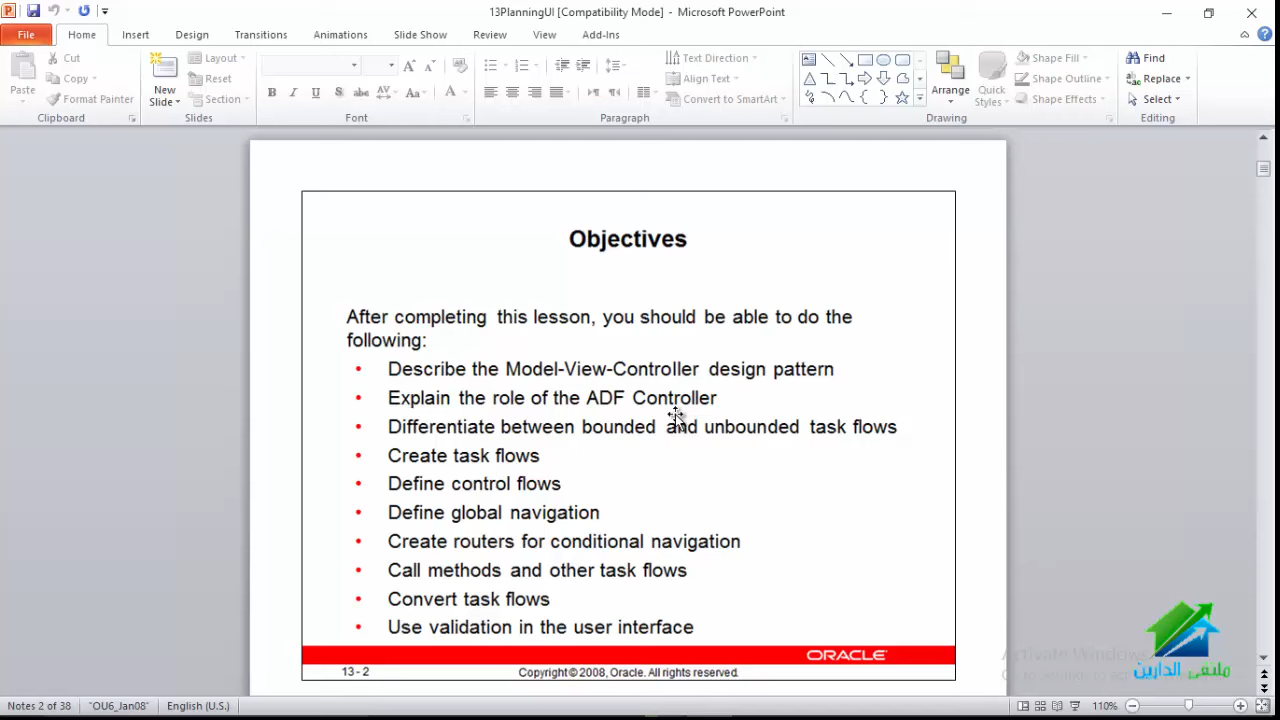 13PlanningUI [Compatibility Mode] - Microsoft PowerPoint
File Home Insert Design Transitions Animations Slide Show Review View Add-Ins
Cut Layout Text Direction Shape Fill Find
Copy Reset Align Text Shape Outline Replace
Paste Format Painter New Slide Section Convert to SmartArt Arrange Quick Styles Shape Effects Select
Clipboard Slides Font Paragraph Drawing Editing
Objectives
After completing this lesson, you should be able to do the
following:
• Describe the Model-View-Controller design pattern
• Explain the role of the ADF Controller
• Differentiate between bounded and unbounded task flows
• Create task flows
• Define control flows
• Define global navigation
• Create routers for conditional navigation
• Call methods and other task flows
• Convert task flows
• Use validation in the user interface
ORACLE
13 - 2 Copyright © 2008, Oracle. All rights reserved.
Activate Windows
ملتقى الدارين
Notes 2 of 38 "OU6_Jan08" English (U.S.) 110%